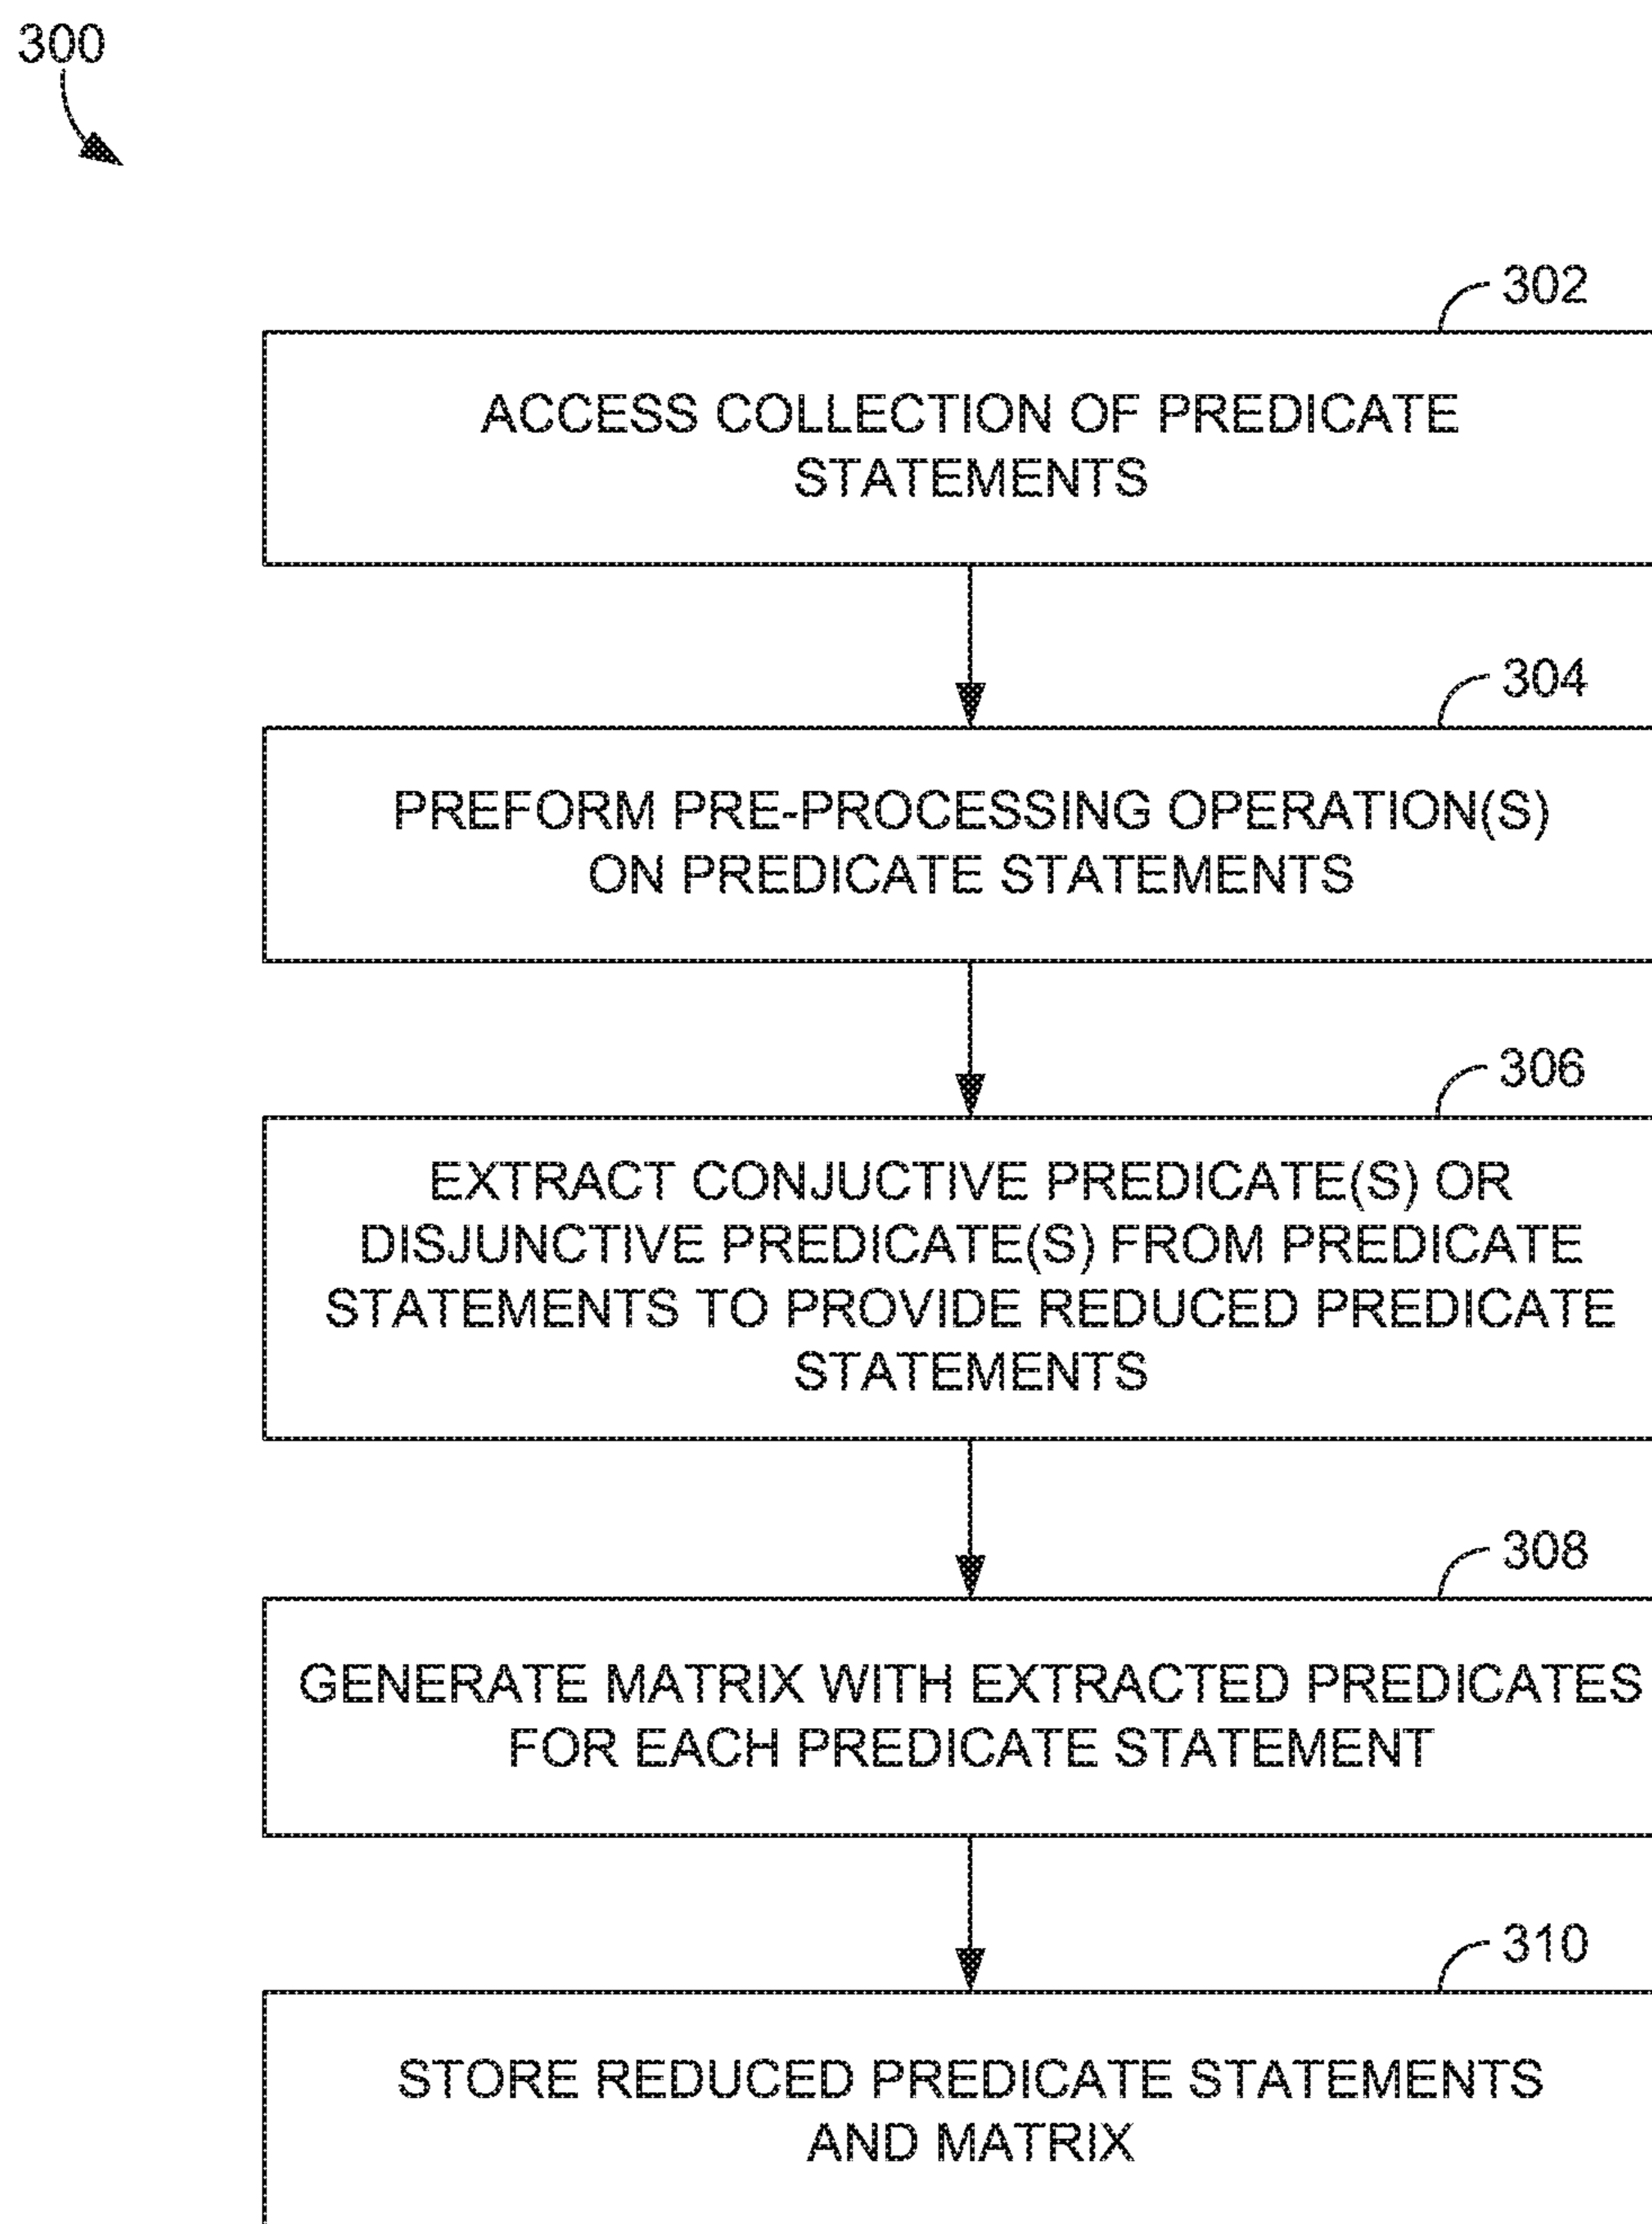 300
302
ACCESS COLLECTION OF PREDICATE
STATEMENTS
304
PREFORM PRE-PROCESSING OPERATION(S)
ON PREDICATE STATEMENTS
306
EXTRACT CONJUCTIVE PREDICATE(S) OR
DISJUNCTIVE PREDICATE(S) FROM PREDICATE
STATEMENTS TO PROVIDE REDUCED PREDICATE
STATEMENTS
308
GENERATE MATRIX WITH EXTRACTED PREDICATES
FOR EACH PREDICATE STATEMENT
310
STORE REDUCED PREDICATE STATEMENTS
AND MATRIX